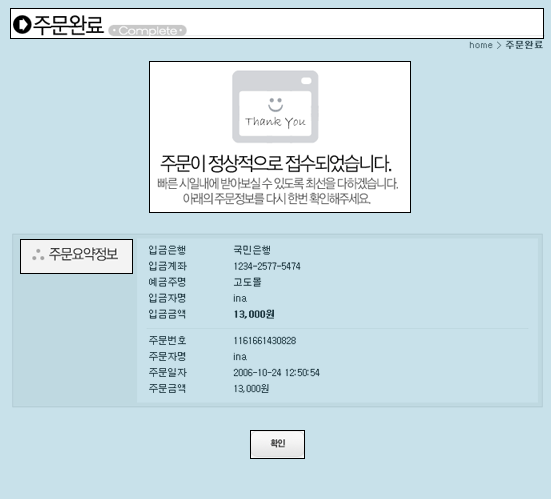 주문완료 Complete
home > 주문완료
Thank You
주문이 정상적으로 접수되었습니다.
빠른 시일내에 받아보실 수 있도록 최선을 다하겠습니다.
아래의 주문정보를 다시 한번 확인해주세요.
주문요약정보
입금은행 국민은행
입금계좌 1234-2577-5474
예금주명 고도몰
입금자명 ina
입금금액 13,000원
주문번호 1161661430828
주문자명 ina
주문일자 2006-10-24 12:50:54
주문금액 13,000원
확인